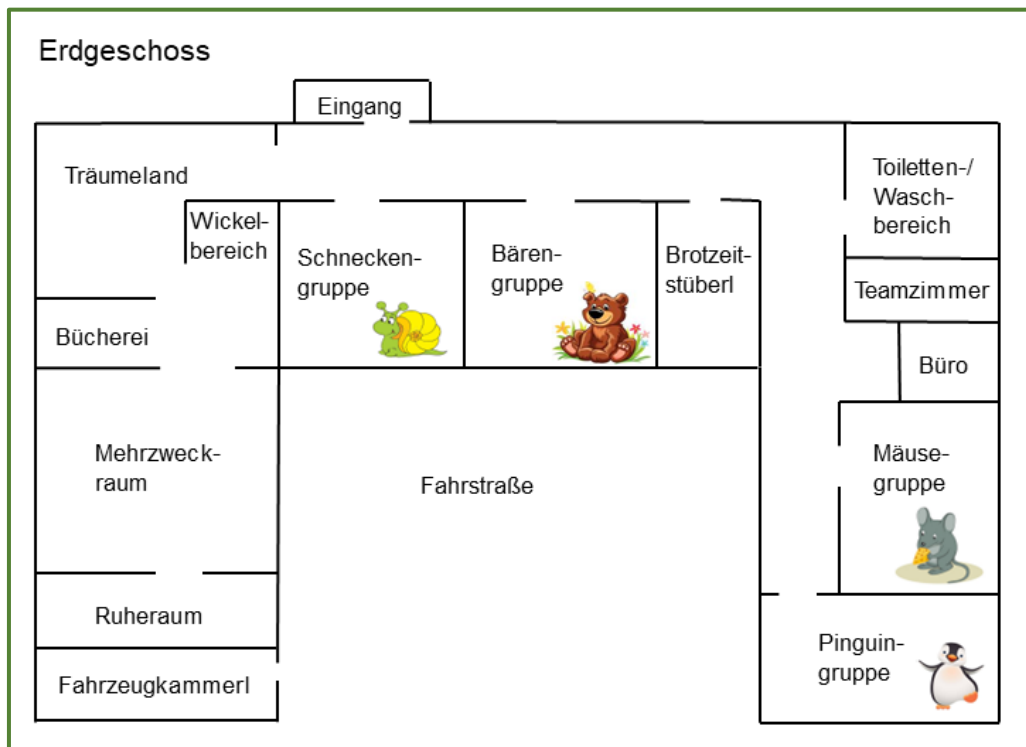 Erdgeschoss
Eingang
Träumeland
Wickel-
bereich
Schnecken-
gruppe
Bären-
gruppe
Brotzeit-
stüberl
Toiletten-/
Wasch-
bereich
Teamzimmer
Bücherei
Büro
Mehrzweck-
raum
Fahrstraße
Mäuse-
gruppe
Ruheraum
Fahrzeugkammerl
Pinguin-
gruppe